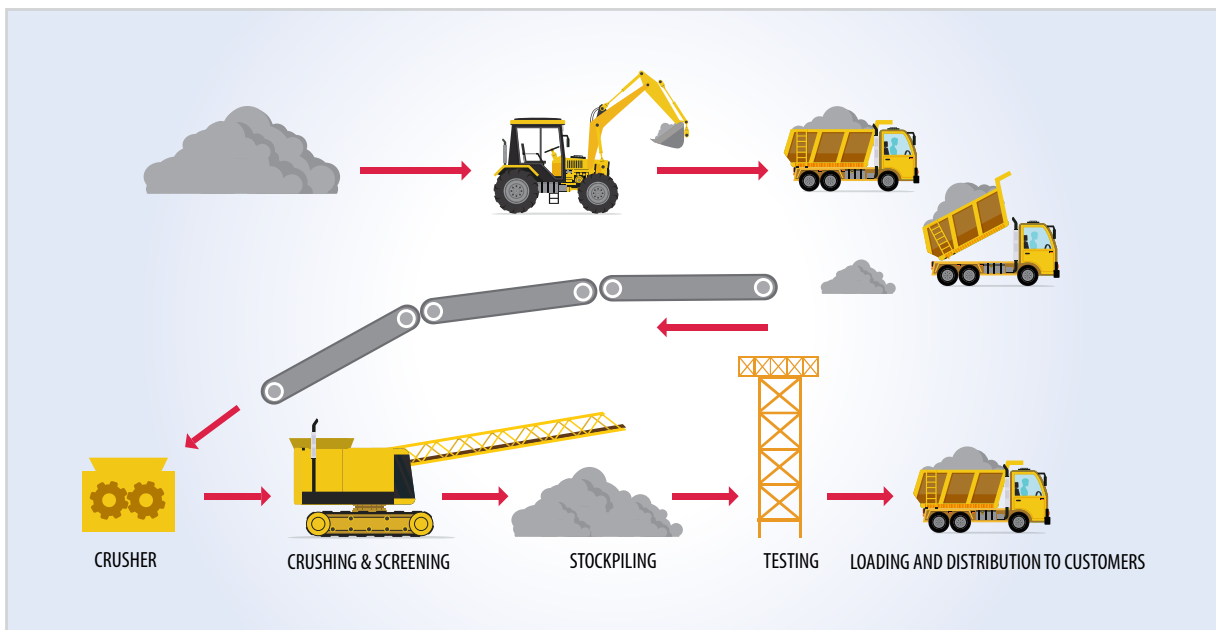 CRUSHER
CRUSHING & SCREENING
STOCKPILING
TESTING
LOADING AND DISTRIBUTION TO CUSTOMERS